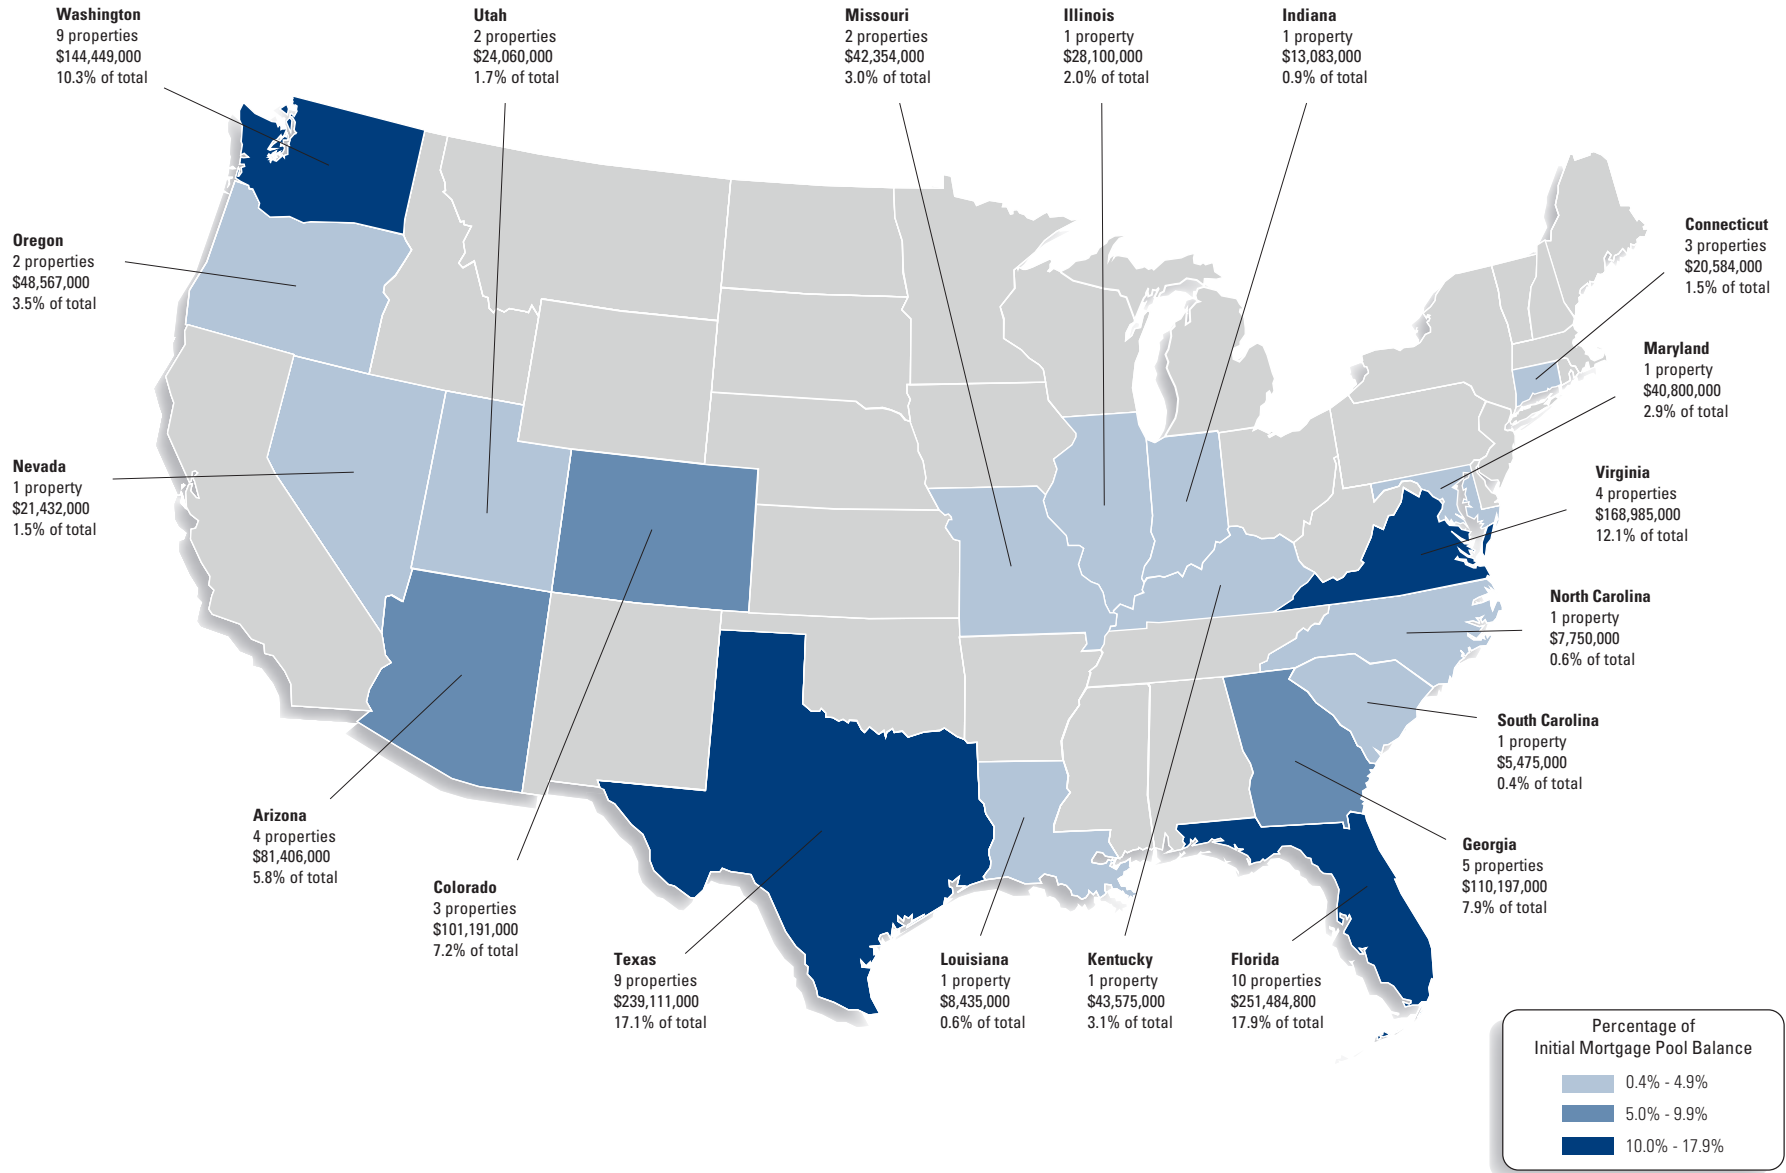 Washington
9 properties
$144,449,000
10.3% of total
Utah
2 properties
$24,060,000
1.7% of total
Missouri
2 properties
$42,354,000
3.0% of total
Illinois
1 property
$28,100,000
2.0% of total
Indiana
1 property
$13,083,000
0.9% of total
Oregon
2 properties
$48,567,000
3.5% of total
Connecticut
3 properties
$20,584,000
1.5% of total
Maryland
1 property
$40,800,000
2.9% of total
Nevada
1 property
$21,432,000
1.5% of total
Virginia
4 properties
$168,985,000
12.1% of total
North Carolina
1 property
$7,750,000
0.6% of total
South Carolina
1 property
$5,475,000
0.4% of total
Arizona
4 properties
$81,406,000
5.8% of total
Georgia
5 properties
$110,197,000
7.9% of total
Colorado
3 properties
$101,191,000
7.2% of total
Texas
9 properties
$239,111,000
17.1% of total
Louisiana
1 property
$8,435,000
0.6% of total
Kentucky
1 property
$43,575,000
3.1% of total
Florida
10 properties
$251,484,800
17.9% of total
Percentage of
Initial Mortgage Pool Balance
0.4% - 4.9%
5.0% - 9.9%
10.0% - 17.9%